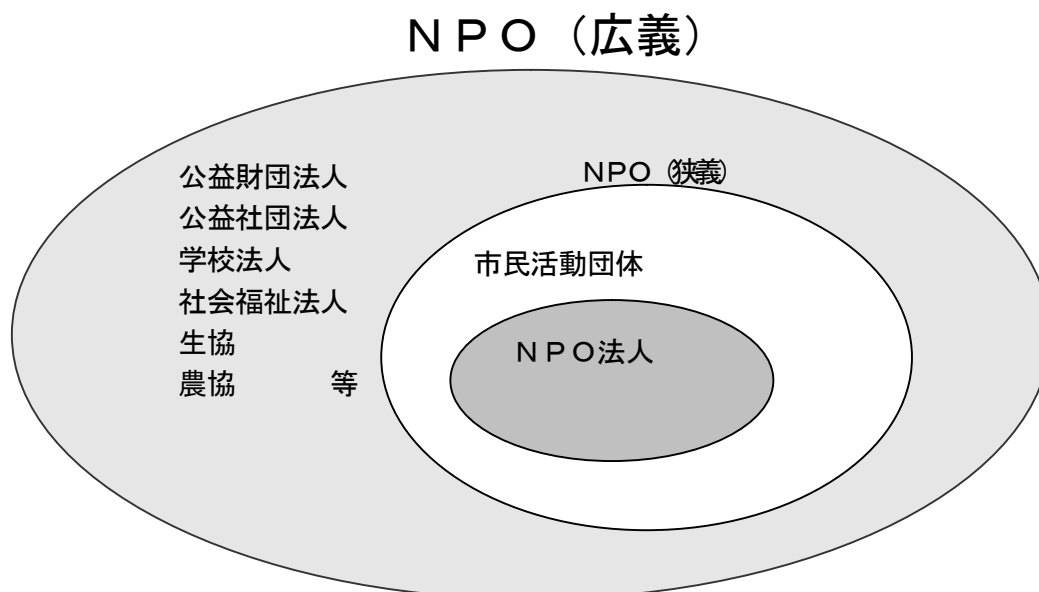 NPO（広義）
公益財団法人
公益社団法人
学校法人
社会福祉法人
生協
農協　　　等
NPO（狭義）
市民活動団体
NPO法人